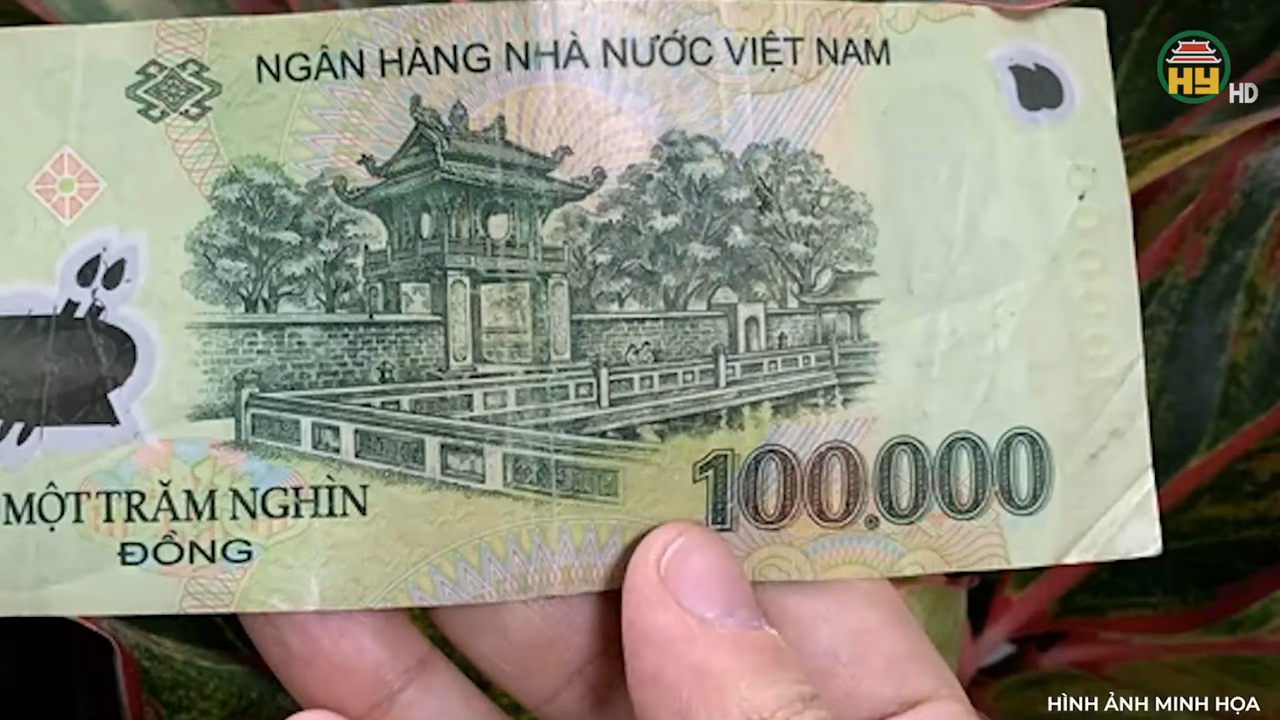 NGÂN HÀNG NHÀ NƯỚC VIỆT NAM
HY HD
MỘT TRĂM NGHÌN
ĐỒNG
100.000
HÌNH ẢNH MINH HỌA